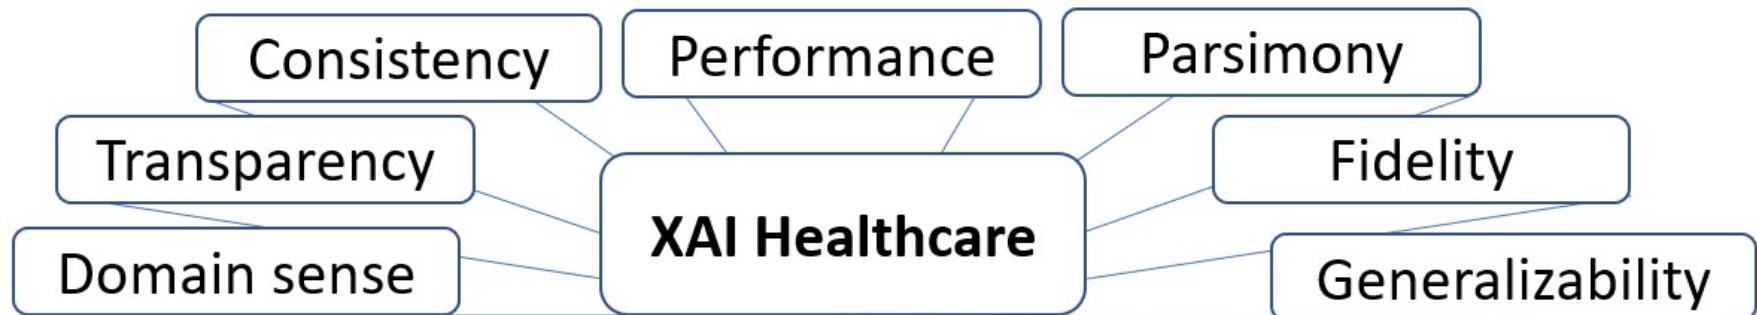 Consistency
Performance
Parsimony
Transparency
Fidelity
XAI Healthcare
Domain sense
Generalizability